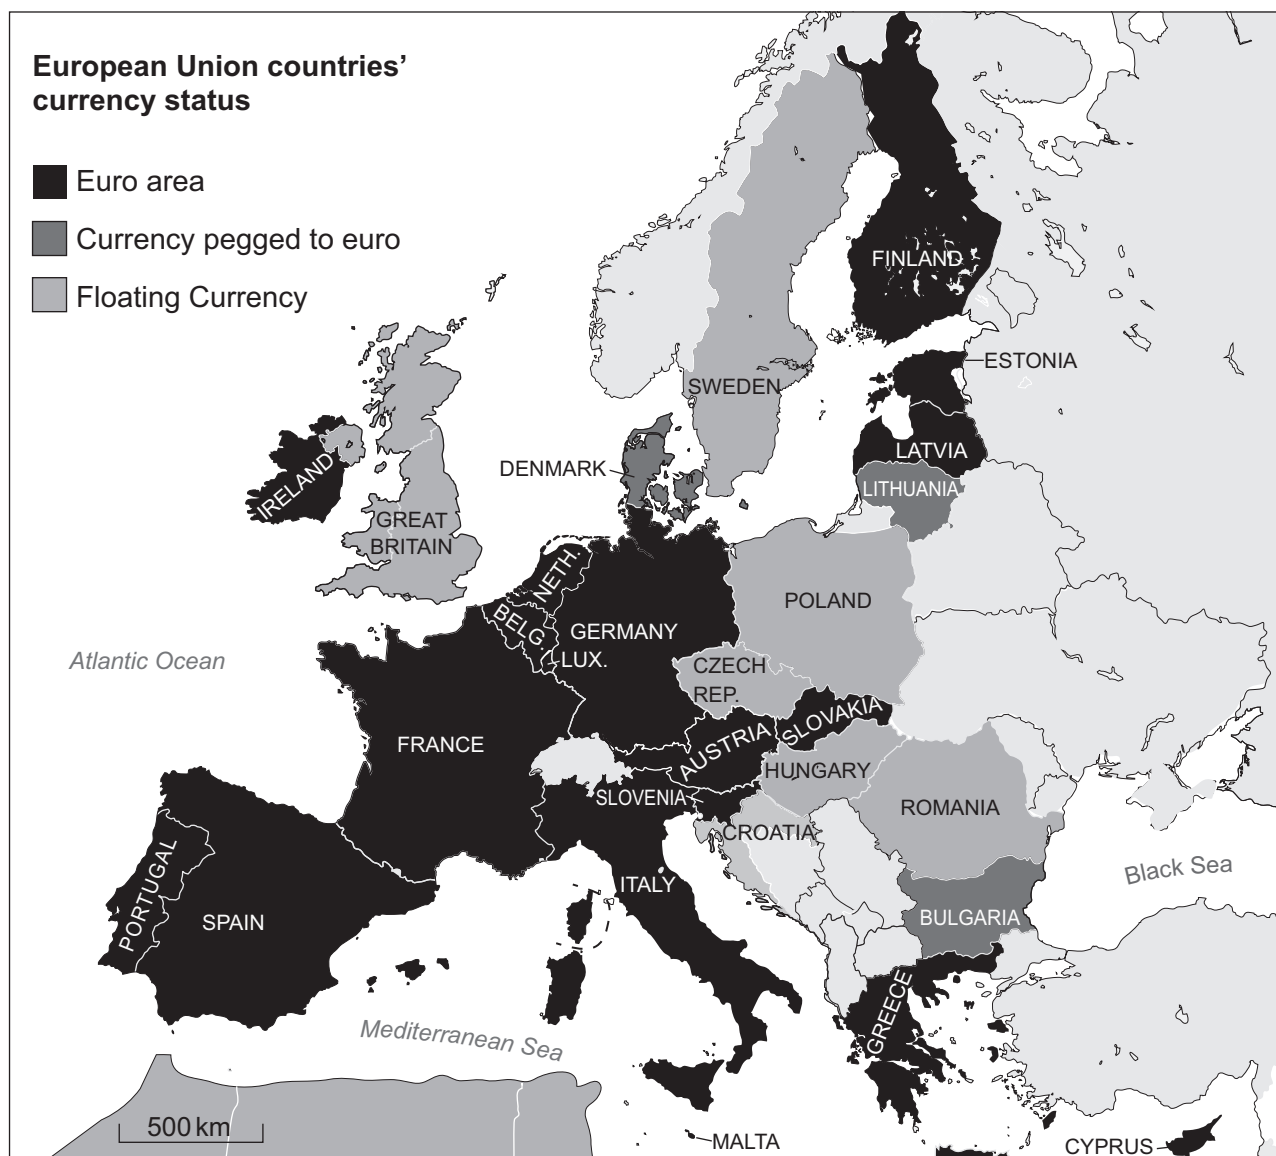 European Union countries’
currency status
Euro area
Currency pegged to euro
Floating Currency
FINLAND
ESTONIA
SWEDEN
LATVIA
DENMARK
LITHUANIA
IRELAND
GREAT
BRITAIN
NETH.
POLAND
BELG.
GERMANY
LUX.
Atlantic Ocean
CZECH
REP.
SLOVAKIA
AUSTRIA
FRANCE
HUNGARY
SLOVENIA
ROMANIA
CROATIA
Black Sea
ITALY
PORTUGAL
SPAIN
BULGARIA
GREECE
Mediterranean Sea
500 km
MALTA
CYPRUS